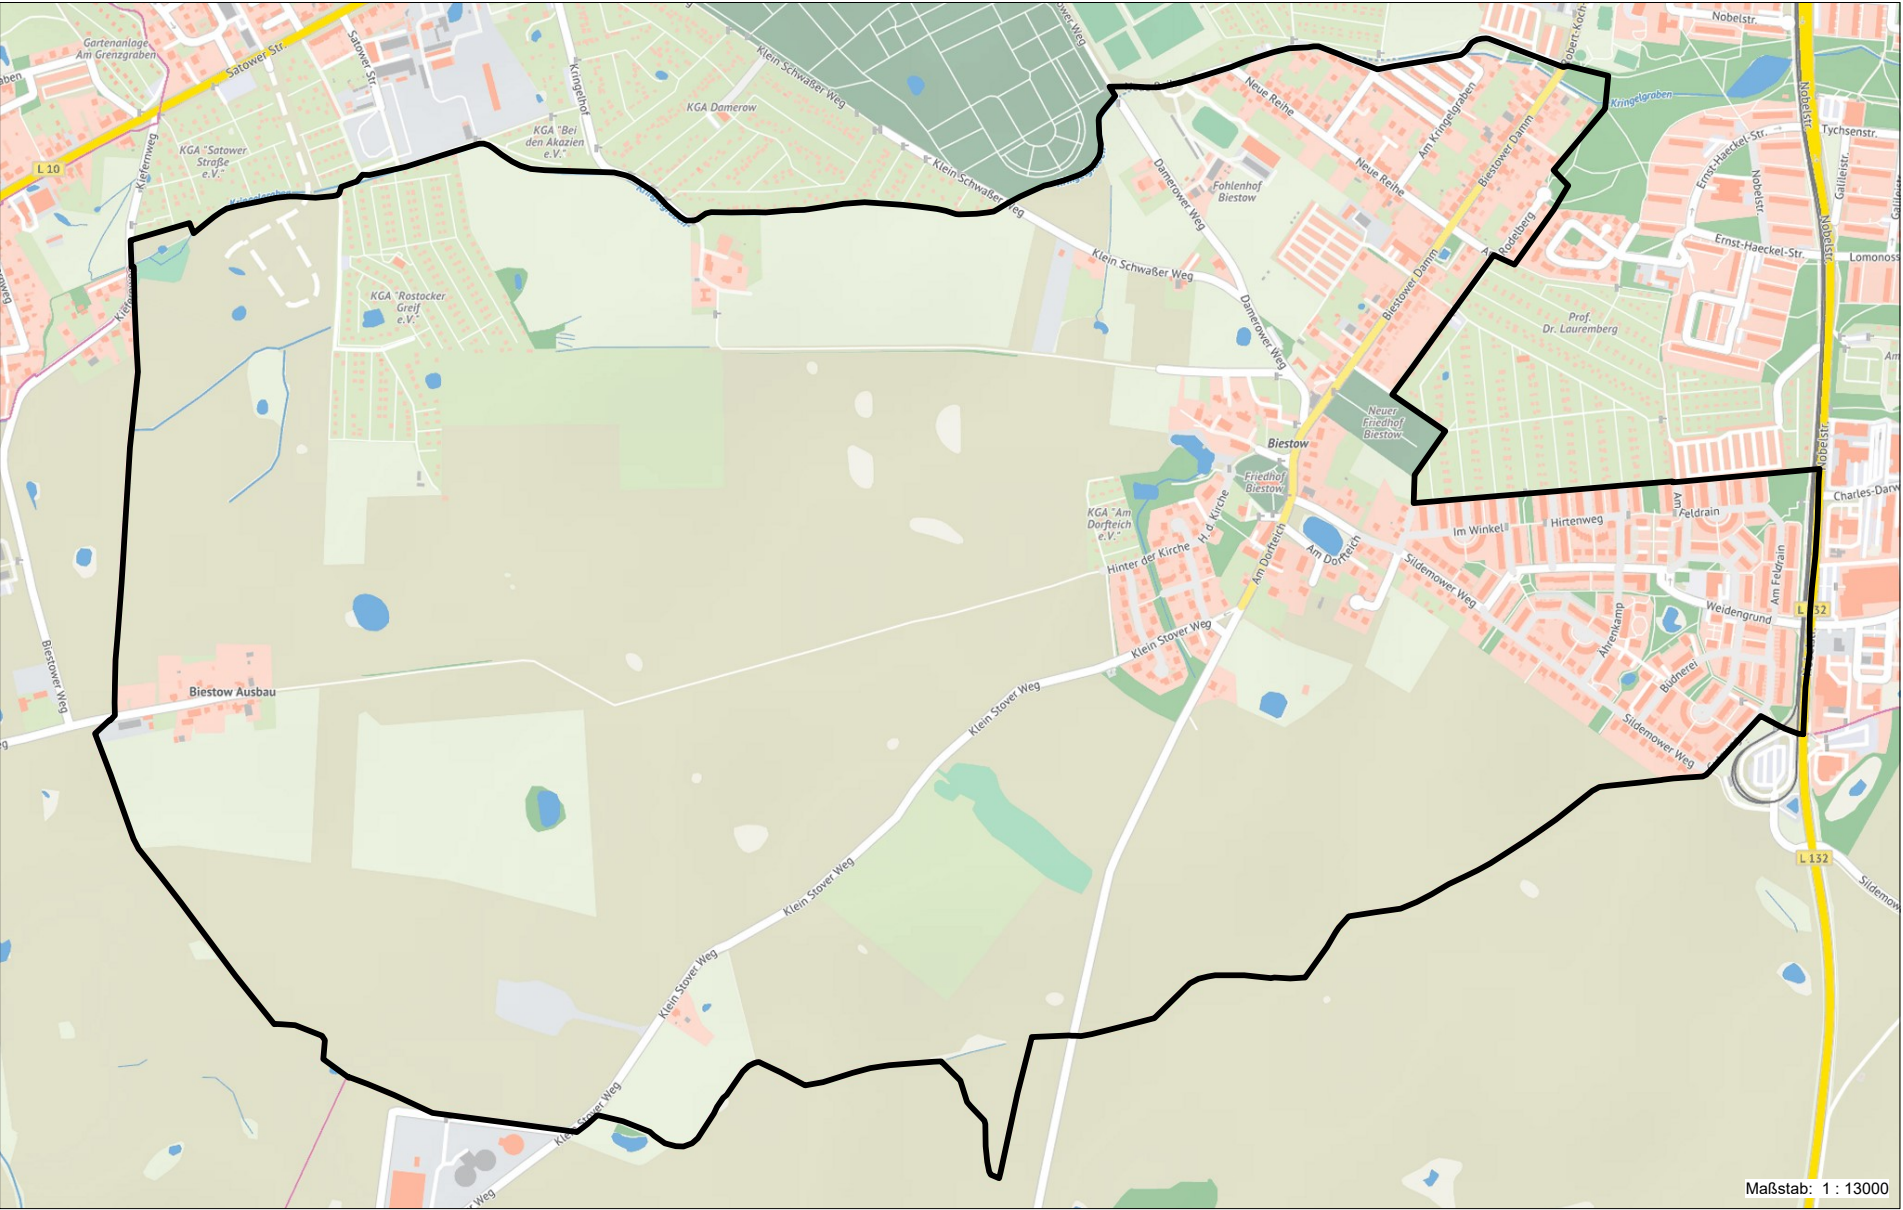 Gartenanlage
Am Grenzgraben
Satower Str.
Satower Str.
Kringelhof
Klein Schwaßer Weg
Nobelstr.
Neue Reihe
Am Kringelgraben
Biestower Damm
Kringelgraben
Nobelstr.
Tychsenstr.
L 10
Kiefernweg
KGA "Satower
Straße
e.V."
KGA "Bei
den Akazien
e.V."
KGA Damerow
Klein Schwaßer Weg
Damerower Weg
Fohlenhof
Biestow
Neue Reihe
Ernst-Haeckel-Str.
Nobelstr.
Galileistr.
Rodelberg
Nobelstr.
Ernst-Haeckel-Str.
Klein Schwaßer Weg
Biestower Damm
KGA "Rostocker
Greif
e.V."
Damerower Weg
Prof.
Dr. Lauremberg
Neuer
Friedhof
Biestow
Biestow
Nobelstr.
Friedhof
Biestow
KGA "Am
Dorfteich
e.V."
H. d. Kirche
Hinter der Kirche
Am Dorfteich
Am Dorfteich
Im Winkel
Hirtenweg
Am
Feldrain
Am Feldrain
Sildemower Weg
Weidengrund
Ährenkamp
Büdnerei
Klein Stover Weg
Biestower Weg
Biestow Ausbau
Klein Stover Weg
Sildemower Weg
Klein Stover Weg
L 132
Klein Stover Weg
Klein Stover Weg
Weg
Maßstab: 1 : 13000